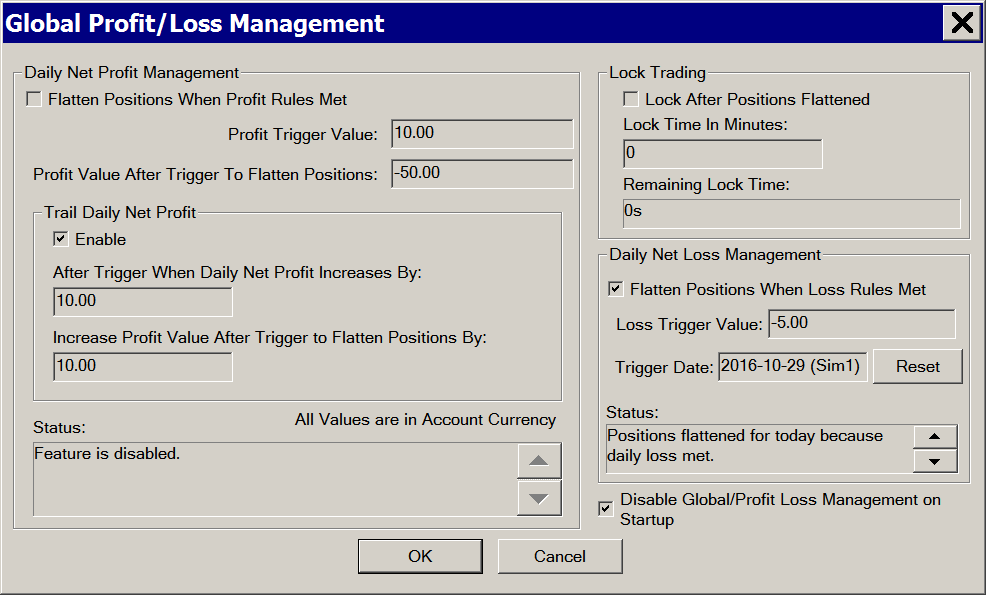 Global Profit/Loss Management
Daily Net Profit Management
Flatten Positions When Profit Rules Met
Profit Trigger Value:
10.00
Profit Value After Trigger To Flatten Positions:
-50.00
Trail Daily Net Profit
Enable
After Trigger When Daily Net Profit Increases By:
10.00
Increase Profit Value After Trigger to Flatten Positions By:
10.00
All Values are in Account Currency
Status:
Feature is disabled.
Lock Trading
Lock After Positions Flattened
Lock Time In Minutes:
0
Remaining Lock Time:
0s
Daily Net Loss Management
Flatten Positions When Loss Rules Met
Loss Trigger Value:
-5.00
Trigger Date:
2016-10-29 (Sim1)
Reset
Status:
Positions flattened for today because
daily loss met.
Disable Global/Profit Loss Management on
Startup
OK
Cancel